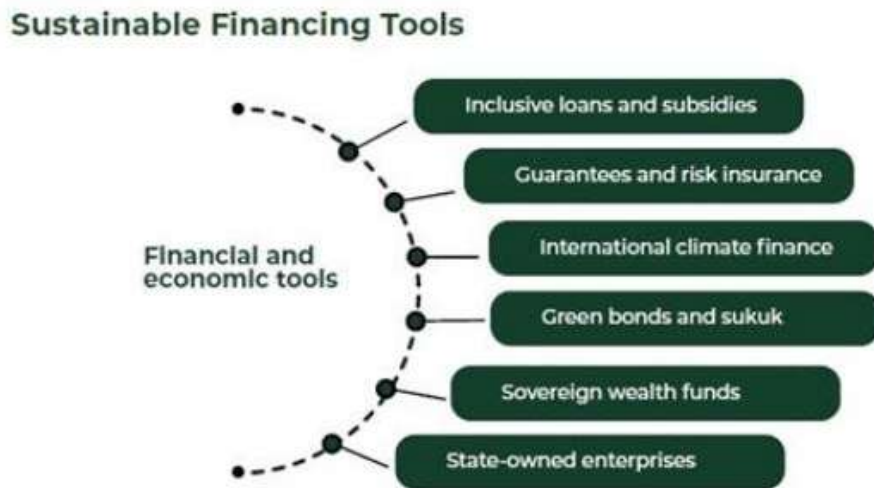 Sustainable Financing Tools
Inclusive loans and subsidies
Guarantees and risk insurance
Financial and
economic tools
International climate finance
Green bonds and sukuk
Sovereign wealth funds
State-owned enterprises